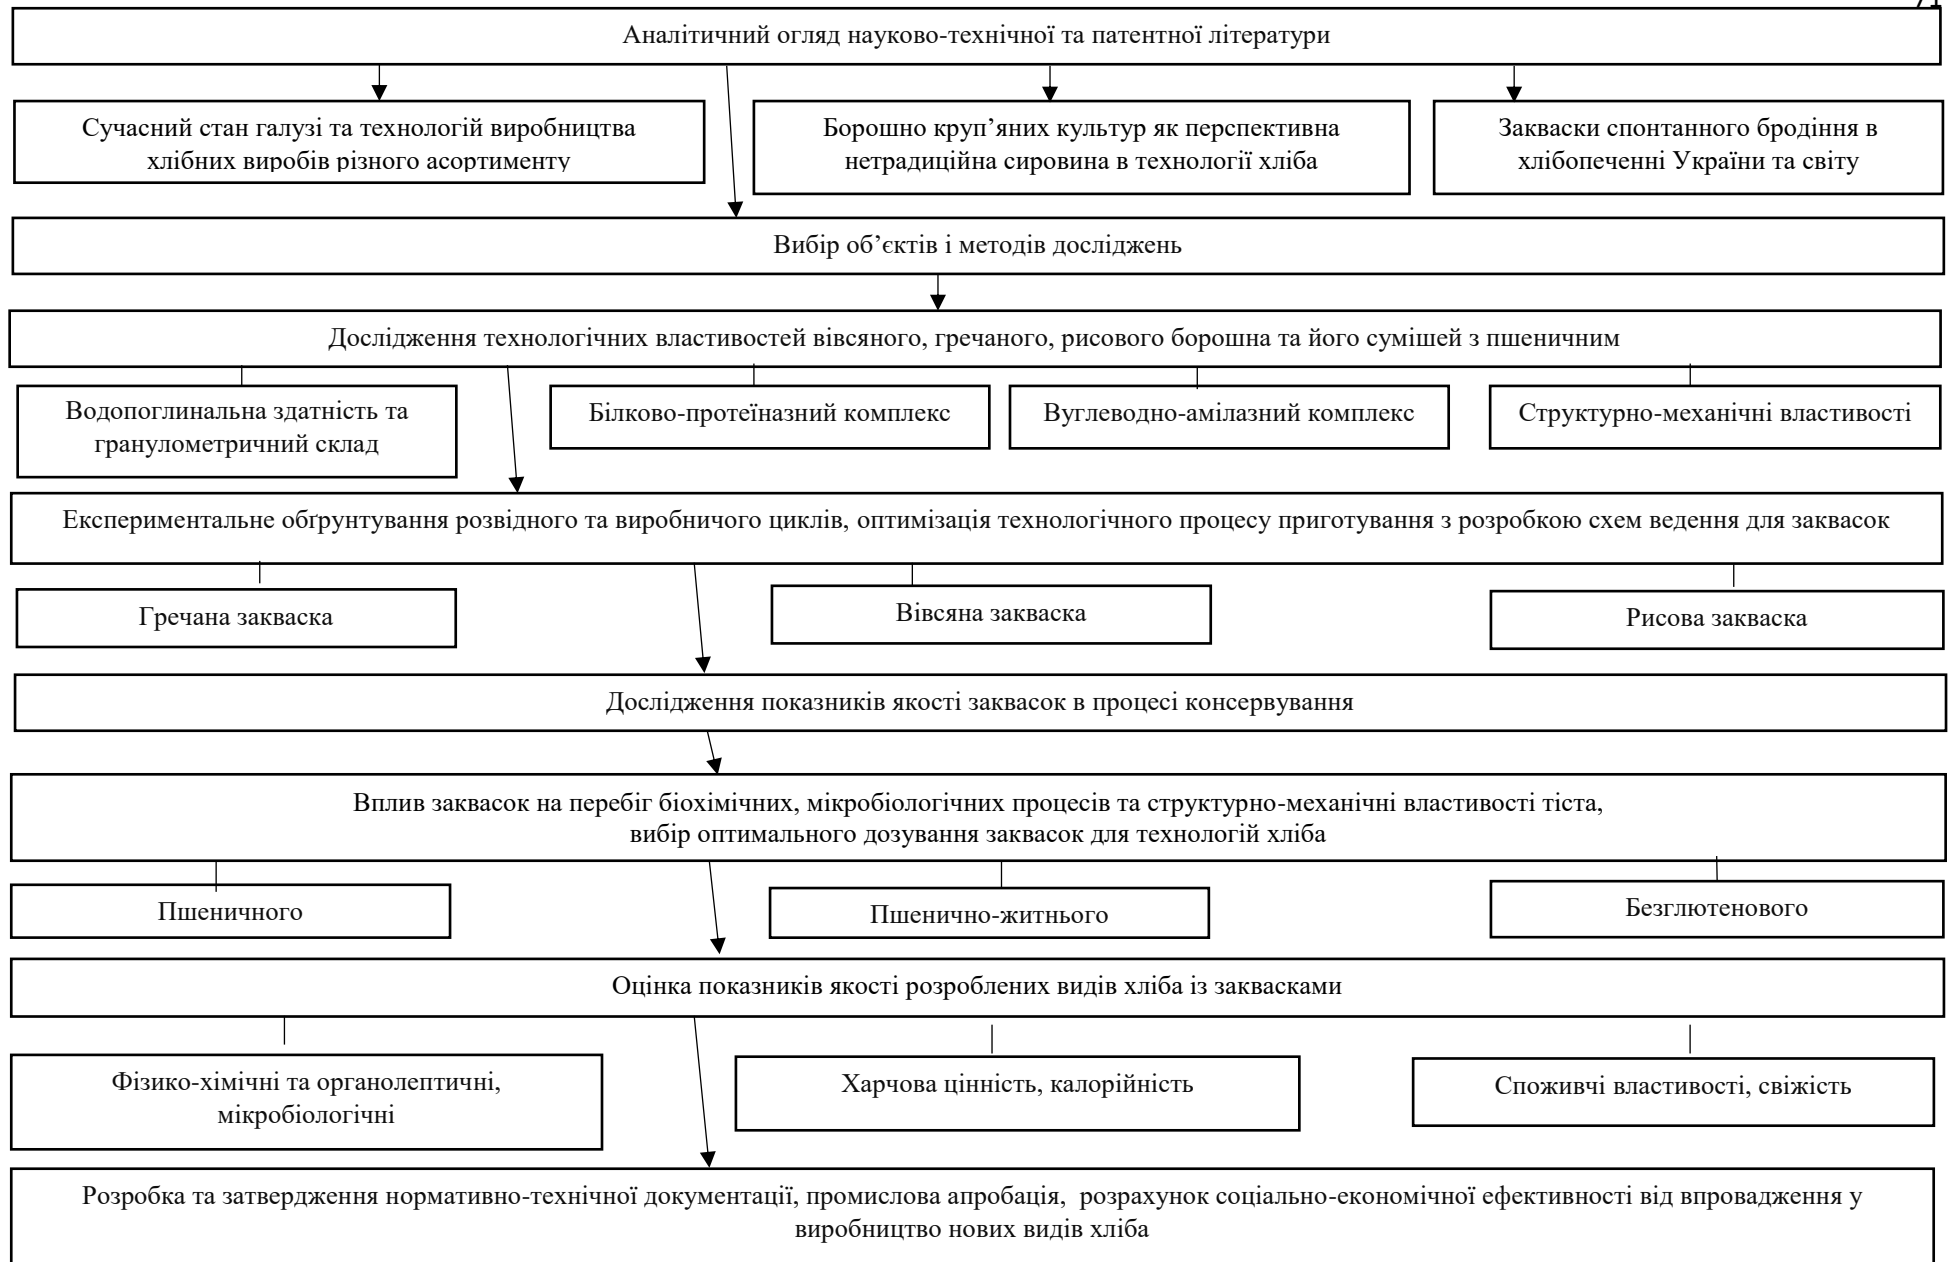 Аналітичний огляд науково-технічної та патентної літератури
Сучасний стан галузі та технологій виробництва
хлібних виробів різного асортименту
Борошно круп’яних культур як перспективна
нетрадиційна сировина в технології хліба
Закваски спонтанного бродіння в
хлібопеченні України та світу
Вибір об’єктів і методів досліджень
Дослідження технологічних властивостей вівсяного, гречаного, рисового борошна та його сумішей з пшеничним
Водопоглинальна здатність та
гранулометричний склад
Білково-протеїназний комплекс
Вуглеводно-амілазний комплекс
Структурно-механічні властивості
Експериментальне обґрунтування розвідного та виробничого циклів, оптимізація технологічного процесу приготування з розробкою схем ведення для заквасок
Гречана закваска
Вівсяна закваска
Рисова закваска
Дослідження показників якості заквасок в процесі консервування
Вплив заквасок на перебіг біохімічних, мікробіологічних процесів та структурно-механічні властивості тіста,
вибір оптимального дозування заквасок для технологій хліба
Пшеничного
Пшенично-житнього
Безглютенового
Оцінка показників якості розроблених видів хліба із заквасками
Фізико-хімічні та органолептичні,
мікробіологічні
Харчова цінність, калорійність
Споживчі властивості, свіжість
Розробка та затвердження нормативно-технічної документації, промислова апробація, розрахунок соціально-економічної ефективності від впровадження у
виробництво нових видів хліба